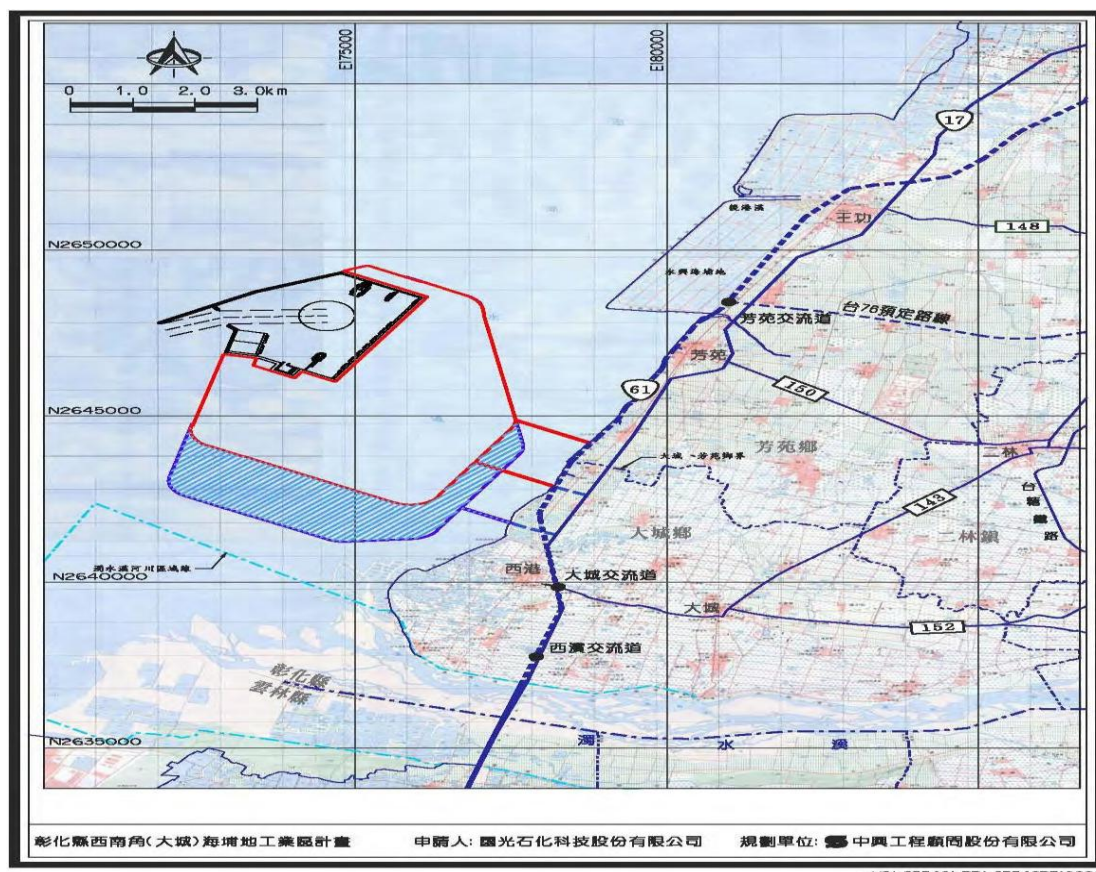 E175000
E180000
0 1.0 2.0 3.0km
17
後港溪
王功
148
N2650000
永興海埔地
台76預定路線
芳苑交流道
芳苑
61
150
N2645000
大城、芳苑鄉界
芳苑鄉
二林
台糖鐵路
143
大城鄉
二林鎮
濁水溪河川區域線
N2640000
西港
大城交流道
大城
152
西濱交流道
彰化縣
雲林縣
N2635000
濁水溪
彰化縣西南角(大城)海埔地工業區計畫 申請人: 國光石化科技股份有限公司 規劃單位: 中興工程顧問股份有限公司